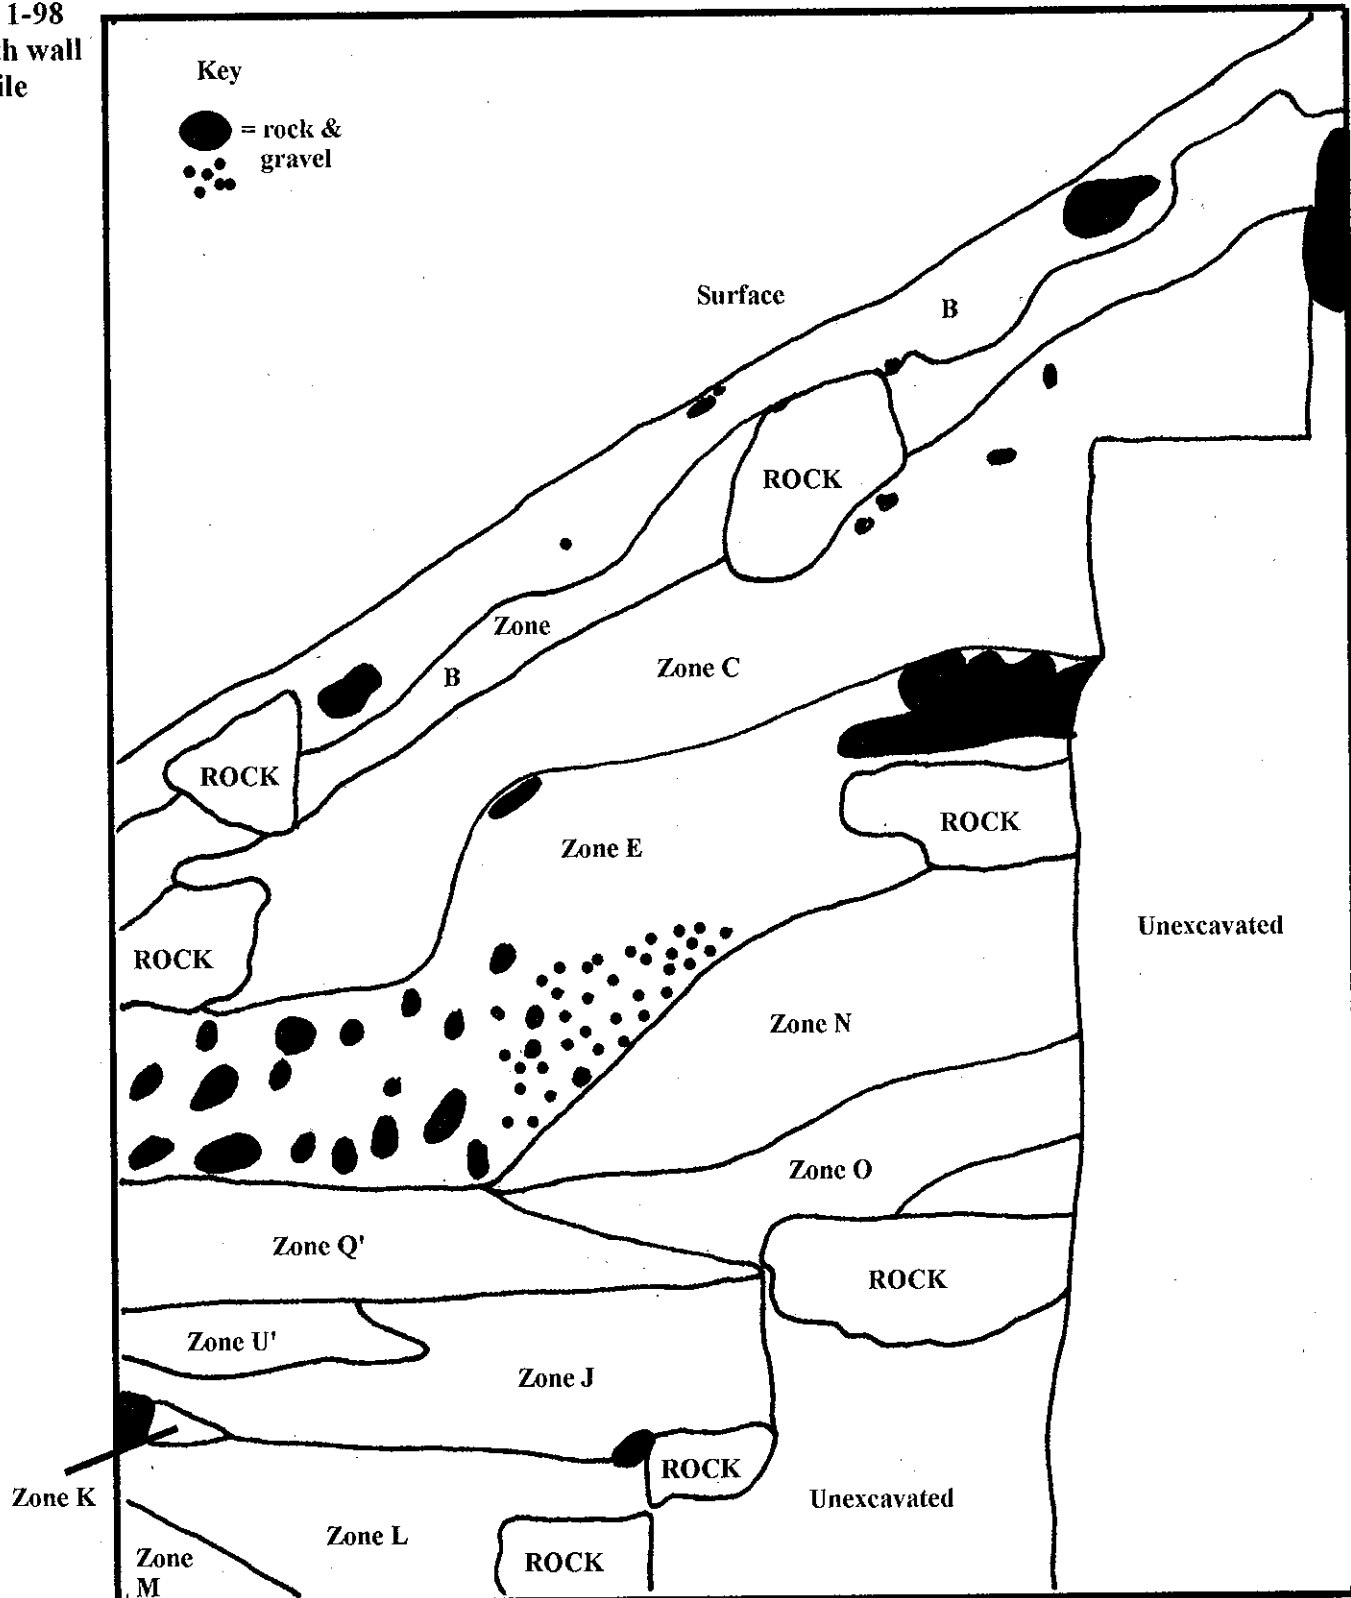 1-98
th wall
ile
Key
= rock &
gravel
Surface
B
ROCK
Zone
B
Zone C
ROCK
ROCK
Zone E
ROCK
Unexcavated
Zone N
Zone O
Zone Q'
ROCK
Zone U'
Zone J
ROCK
Zone K
Unexcavated
Zone L
ROCK
Zone
M